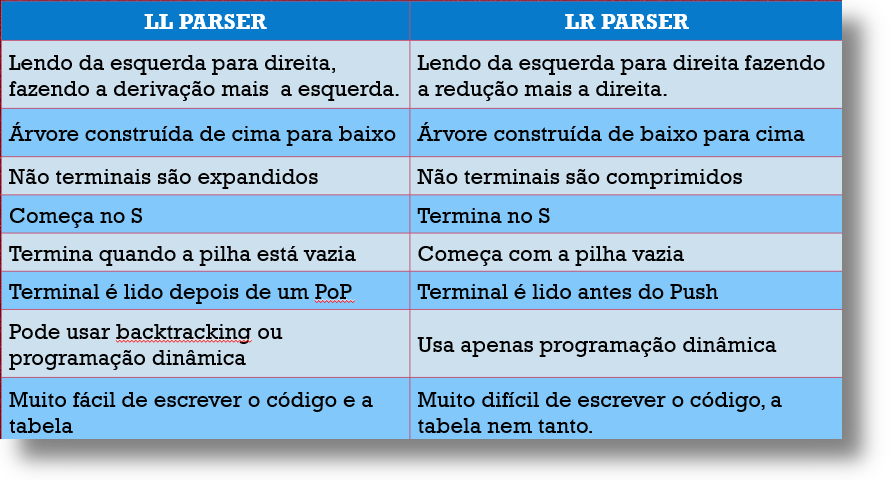 LL PARSER LR PARSER
Lendo da esquerda para direita,
fazendo a derivação mais a esquerda.
Lendo da esquerda para direita fazendo
a redução mais a direita.
Árvore construída de cima para baixo
Árvore construída de baixo para cima
Não terminais são expandidos
Não terminais são comprimidos
Começa no S
Termina no S
Termina quando a pilha está vazia
Começa com a pilha vazia
Terminal é lido depois de um PoP
Terminal é lido antes do Push
Pode usar backtracking ou
programação dinâmica
Usa apenas programação dinâmica
Muito fácil de escrever o código e a
tabela
Muito difícil de escrever o código, a
tabela nem tanto.